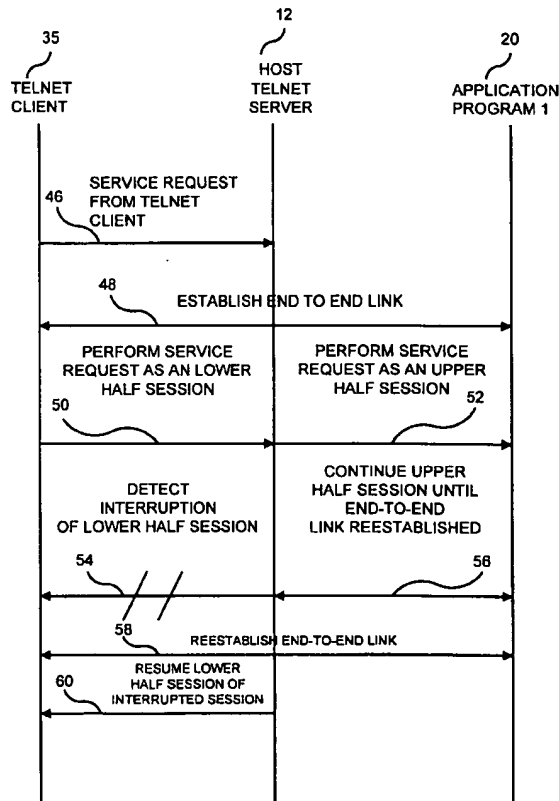 35
12
20
TELNET
CLIENT
HOST
TELNET
SERVER
APPLICATION
PROGRAM 1
SERVICE REQUEST
FROM TELNET
CLIENT
46
48
ESTABLISH END TO END LINK
PERFORM SERVICE
REQUEST AS AN LOWER
HALF SESSION
PERFORM SERVICE
REQUEST AS AN UPPER
HALF SESSION
50
52
DETECT
INTERRUPTION
OF LOWER HALF SESSION
CONTINUE UPPER
HALF SESSION UNTIL
END-TO-END
LINK REESTABLISHED
54
56
58
REESTABLISH END-TO-END LINK
RESUME LOWER
HALF SESSION OF
INTERRUPTED SESSION
60